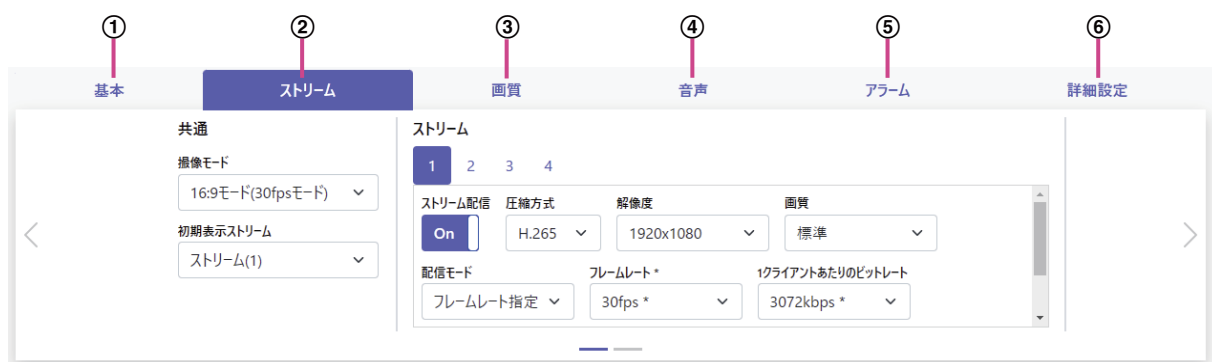 ① ② ③ ④ ⑤ ⑥
基本 ストリーム 画質 音声 アラーム 詳細設定
共通
撮像モード
16:9モード(30fpsモード)
初期表示ストリーム
ストリーム(1)
ストリーム
1 2 3 4
ストリーム配信 圧縮方式 解像度 画質
On H.265 1920x1080 標準
配信モード フレームレート * 1クライアントあたりのビットレート
フレームレート指定 30fps * 3072kbps *